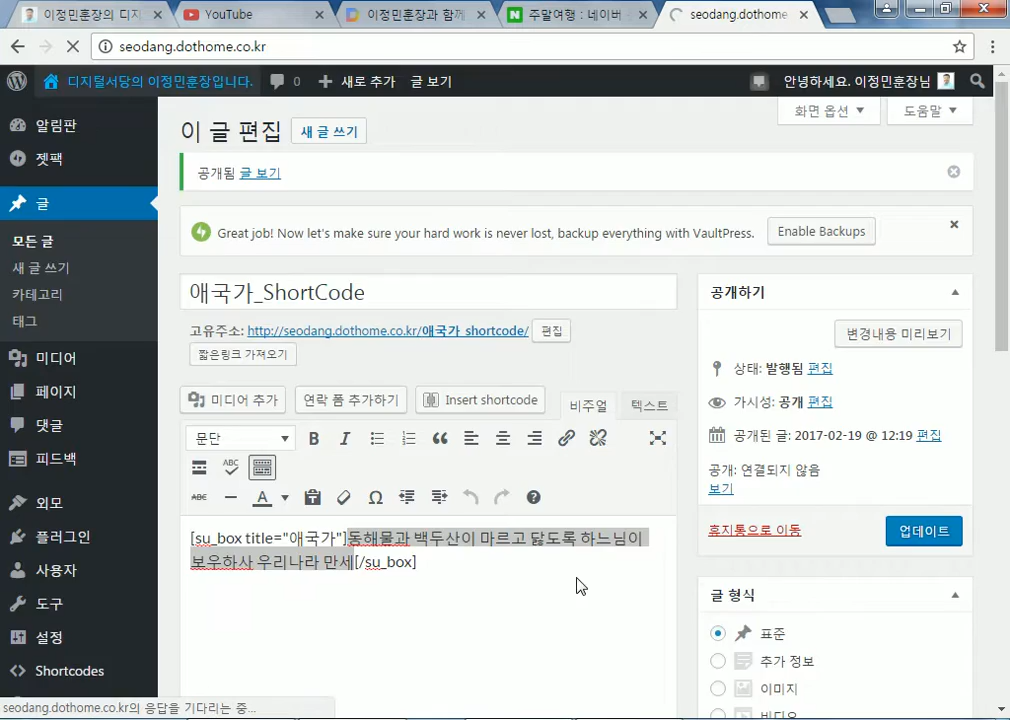 이정민훈장의 디지
YouTube
이정민훈장과 함께
주말여행 : 네이버
seodang.dothome
seodang.dothome.co.kr
디지털서당의 이정민훈장입니다.
0
새로 추가
글 보기
안녕하세요. 이정민훈장님
알림판
젯팩
글
모든 글
새 글 쓰기
카테고리
태그
미디어
페이지
댓글
피드백
외모
플러그인
사용자
도구
설정
Shortcodes
화면 옵션
도움말
이 글 편집
새 글 쓰기
공개됨 글 보기
Great job! Now let's make sure your hard work is never lost, backup everything with VaultPress.
Enable Backups
애국가_ShortCode
고유주소: http://seodang.dothome.co.kr/애국가_shortcode/
편집
짧은링크 가져오기
미디어 추가
연락 폼 추가하기
Insert shortcode
비주얼
텍스트
문단
B
I
ABC
ABC
A
[su_box title="애국가"]동해물과 백두산이 마르고 닳도록 하느님이
보우하사 우리나라 만세[/su_box]
공개하기
변경내용 미리보기
상태: 발행됨 편집
가시성: 공개 편집
공개된 글: 2017-02-19 @ 12:19 편집
공개: 연결되지 않음
보기
휴지통으로 이동
업데이트
글 형식
표준
추가 정보
이미지
비디오
seodang.dothome.co.kr의 응답을 기다리는 중...